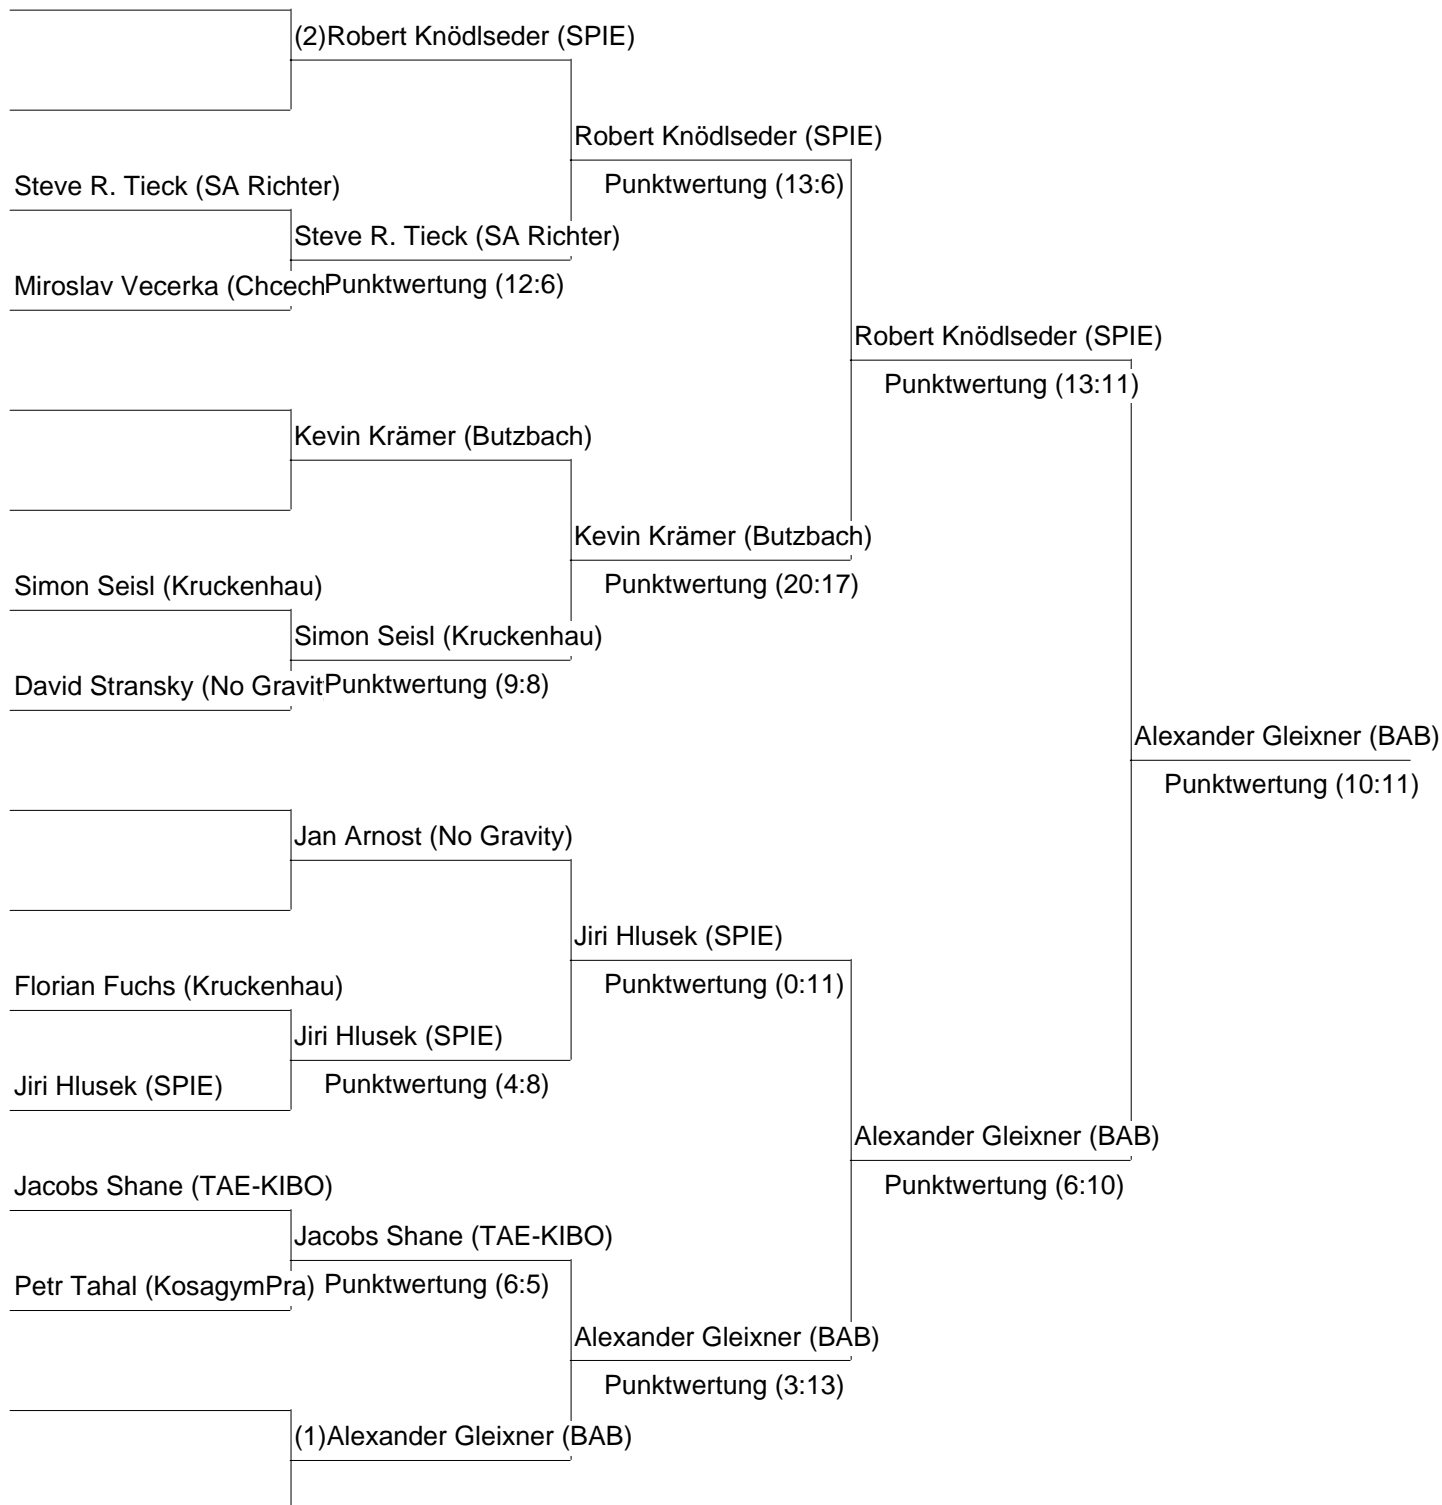 (2)Robert Knödlseder (SPIE)
Robert Knödlseder (SPIE)
Steve R. Tieck (SA Richter)
Punktwertung (13:6)
Steve R. Tieck (SA Richter)
Miroslav Vecerka (Chcech
Punktwertung (12:6)
Robert Knödlseder (SPIE)
Punktwertung (13:11)
Kevin Krämer (Butzbach)
Kevin Krämer (Butzbach)
Simon Seisl (Kruckenhau)
Punktwertung (20:17)
Simon Seisl (Kruckenhau)
David Stransky (No Gravit
Punktwertung (9:8)
Alexander Gleixner (BAB)
Punktwertung (10:11)
Jan Arnost (No Gravity)
Jiri Hlusek (SPIE)
Florian Fuchs (Kruckenhau)
Punktwertung (0:11)
Jiri Hlusek (SPIE)
Jiri Hlusek (SPIE)
Punktwertung (4:8)
Alexander Gleixner (BAB)
Jacobs Shane (TAE-KIBO)
Punktwertung (6:10)
Jacobs Shane (TAE-KIBO)
Petr Tahal (KosagymPra)
Punktwertung (6:5)
Alexander Gleixner (BAB)
Punktwertung (3:13)
(1)Alexander Gleixner (BAB)